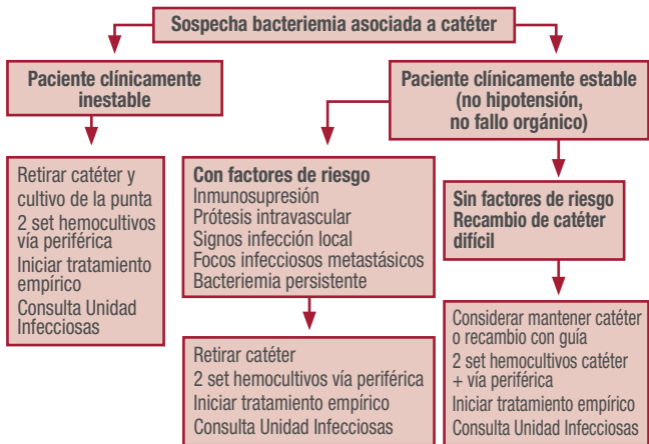 Sospecha bacteriemia asociada a catéter
Paciente clínicamente
inestable
Paciente clínicamente estable
(no hipotensión,
no fallo orgánico)
Retirar catéter y
cultivo de la punta
2 set hemocultivos
vía periférica
Iniciar tratamiento
empírico
Consulta Unidad
Infecciosas
Con factores de riesgo
Inmunosupresión
Prótesis intravascular
Signos infección local
Focos infecciosos metastásicos
Bacteriemia persistente
Sin factores de riesgo
Recambio de catéter
difícil
Retirar catéter
2 set hemocultivos vía periférica
Iniciar tratamiento empírico
Consulta Unidad Infecciosas
Considerar mantener catéter
o recambio con guía
2 set hemocultivos catéter
+ vía periférica
Iniciar tratamiento empírico
Consulta Unidad Infecciosas